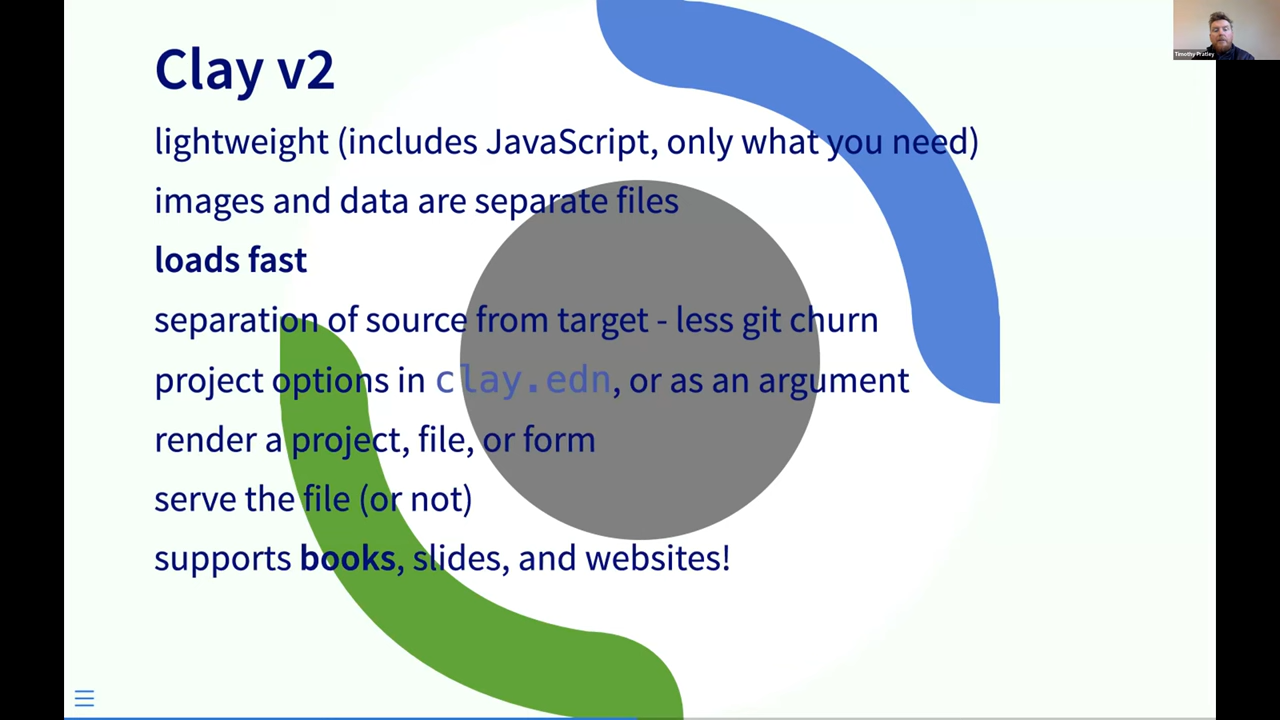 Clay v2
lightweight (includes JavaScript, only what you need)
images and data are separate files
loads fast
separation of source from target - less git churn
project options in clay.edn, or as an argument
render a project, file, or form
serve the file (or not)
supports books, slides, and websites!
Timothy Pratley